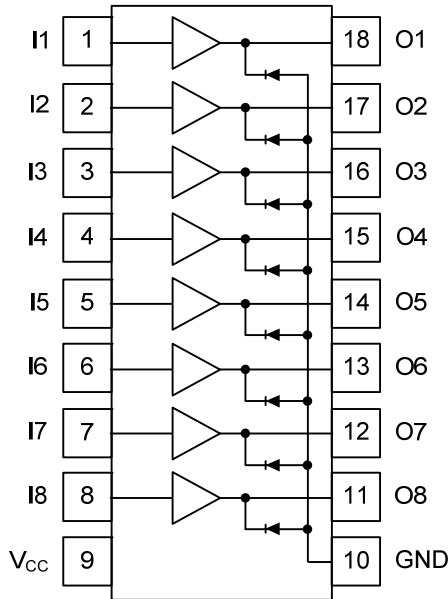 I1 1 18 O1
I2 2 17 O2
I3 3 16 O3
I4 4 15 O4
I5 5 14 O5
I6 6 13 O6
I7 7 12 O7
I8 8 11 O8
VCC 9 10 GND